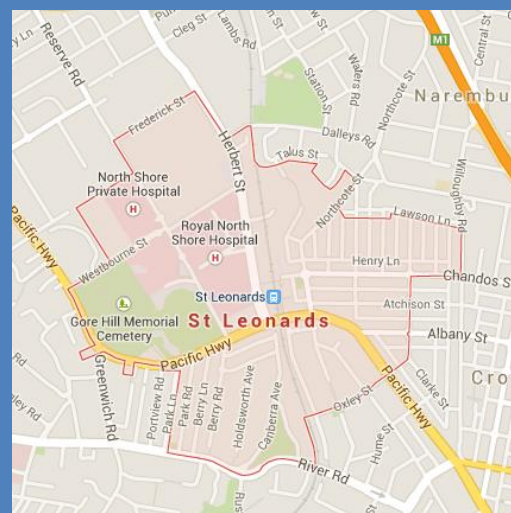 Cleg St
Lambs Rd
M1
Reserve Rd
Station St
Waters Rd
Northcote St
Central St
Narembu
Frederick St
Herbert St
Dalleys Rd
Talus St
Willoughby Rd
North Shore
Private Hospital
H
Northcote St
Lawson Ln
Royal North
Shore Hospital
H
Pacific Hwy
Westbourne St
Henry Ln
Chandos S
St Leonards
Atchison St
Gore Hill Memorial
Cemetery
St Leonards
Albany St
Pacific Hwy
Greenwich Rd
Portview Rd
Park Ln
Park Rd
Berry Ln
Berry Rd
Holdsworth Ave
Canberra Ave
Oxley St
Pacific Hwy
Clarke St
Cro
Hume St
River Rd
Rus